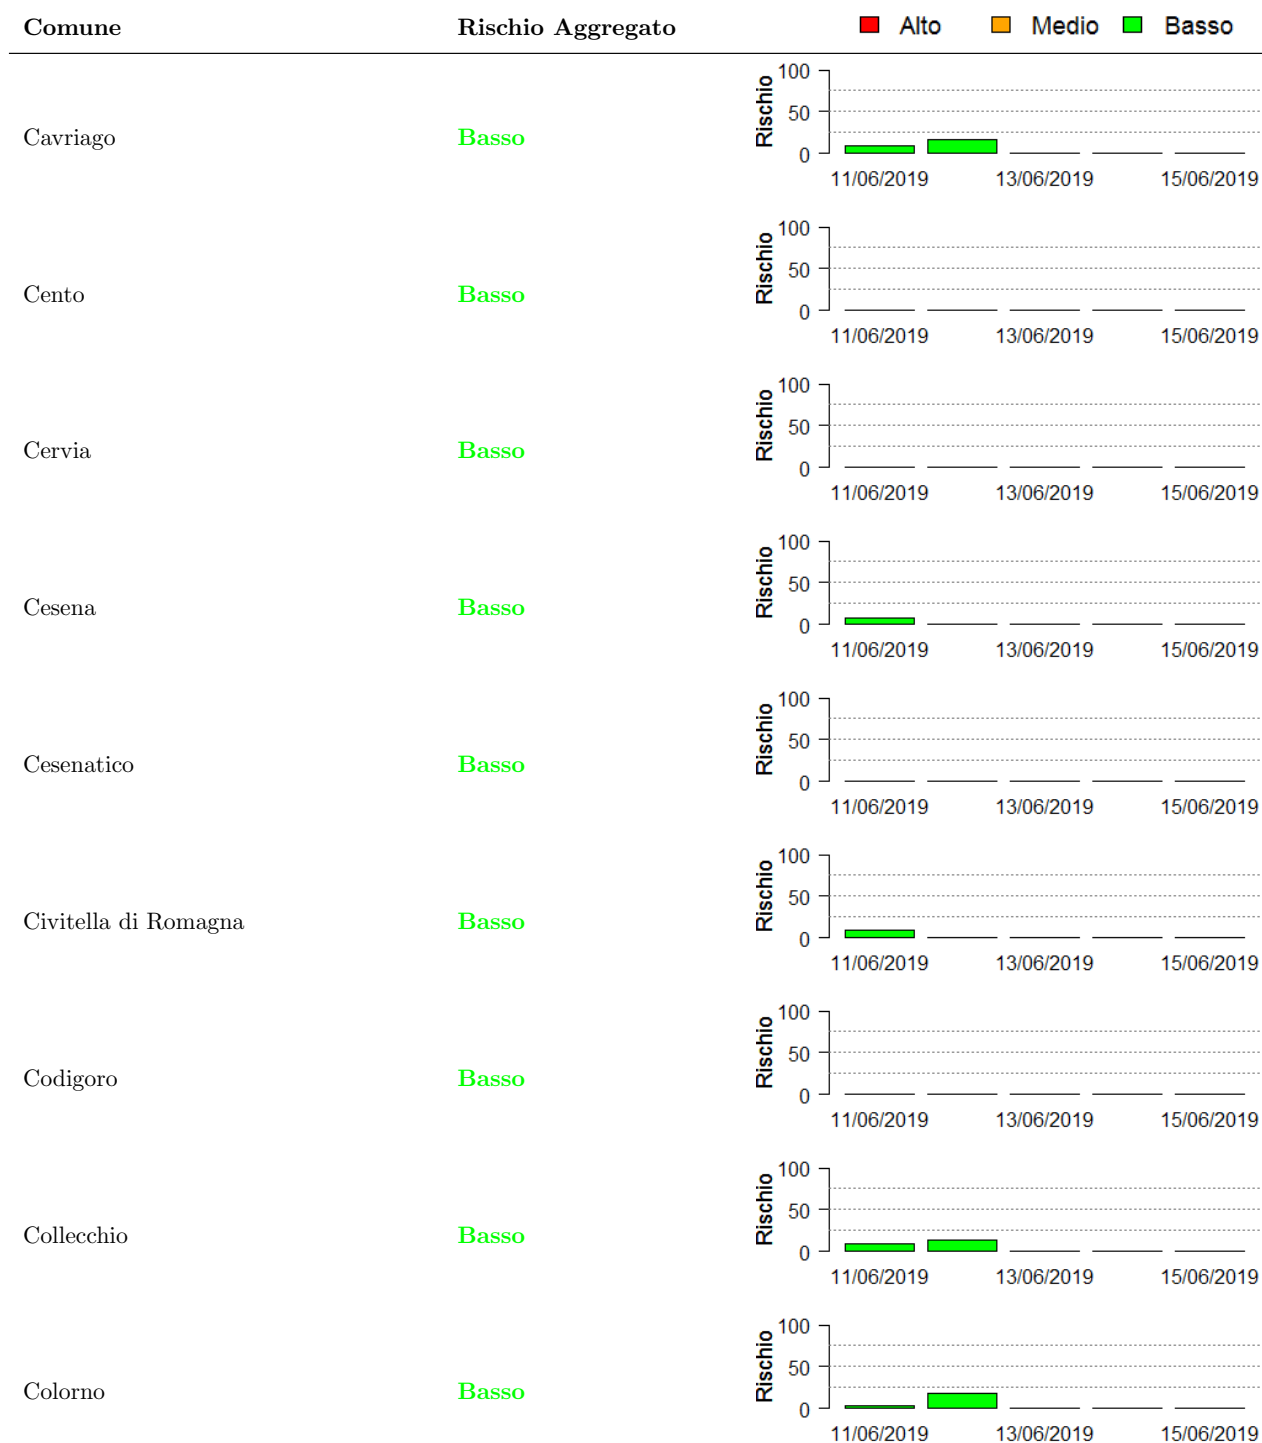 Comune Rischio Aggregato Alto Medio Basso
Cavriago Basso Rischio 100 50 0
11/06/2019 13/06/2019 15/06/2019
Cento Basso Rischio 100 50 0
11/06/2019 13/06/2019 15/06/2019
Cervia Basso Rischio 100 50 0
11/06/2019 13/06/2019 15/06/2019
Cesena Basso Rischio 100 50 0
11/06/2019 13/06/2019 15/06/2019
Cesenatico Basso Rischio 100 50 0
11/06/2019 13/06/2019 15/06/2019
Civitella di Romagna Basso Rischio 100 50 0
11/06/2019 13/06/2019 15/06/2019
Codigoro Basso Rischio 100 50 0
11/06/2019 13/06/2019 15/06/2019
Collecchio Basso Rischio 100 50 0
11/06/2019 13/06/2019 15/06/2019
Colorno Basso Rischio 100 50 0
11/06/2019 13/06/2019 15/06/2019